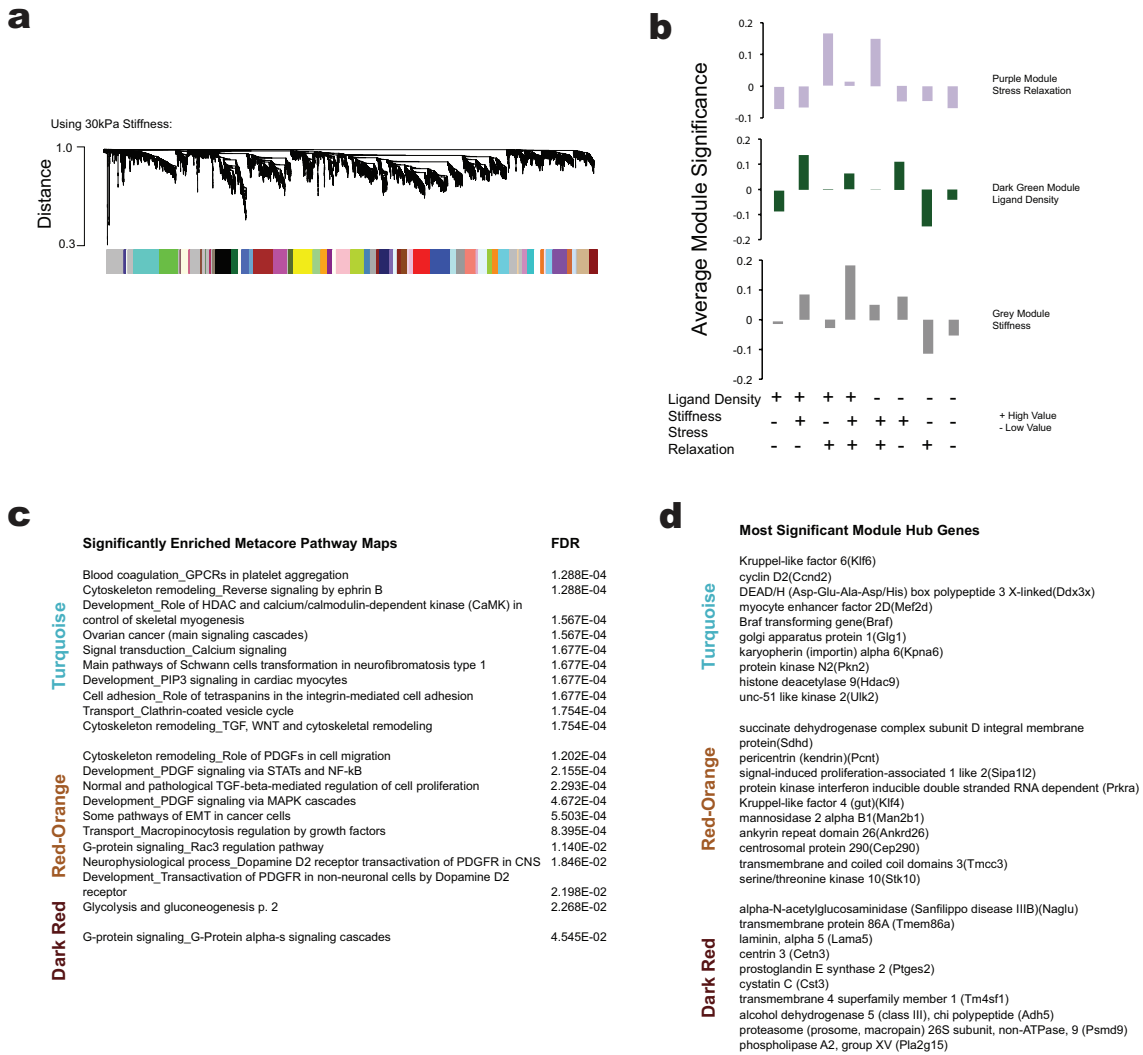 a
Using 30kPa Stiffness:
1.0
Distance
0.3
b
Average Module Significance
0.2
0.1
0
-0.1
Purple Module
Stress Relaxation
0.2
0.1
0
-0.1
-0.2
Dark Green Module
Ligand Density
0.2
0.1
0
-0.1
-0.2
Grey Module
Stiffness
Ligand Density + + + + - - - -
Stiffness - + - + + + - -
Stress
Relaxation - - + + + - + -
+ High Value
- Low Value
c
Significantly Enriched Metacore Pathway Maps FDR
Turquoise
Blood coagulation_GPCRs in platelet aggregation 1.288E-04
Cytoskeleton remodeling_Reverse signaling by ephrin B 1.288E-04
Development_Role of HDAC and calcium/calmodulin-dependent kinase (CaMK) in
control of skeletal myogenesis 1.567E-04
Ovarian cancer (main signaling cascades) 1.567E-04
Signal transduction_Calcium signaling 1.677E-04
Main pathways of Schwann cells transformation in neurofibromatosis type 1 1.677E-04
Development_PIP3 signaling in cardiac myocytes 1.677E-04
Cell adhesion_Role of tetraspanins in the integrin-mediated cell adhesion 1.677E-04
Transport_Clathrin-coated vesicle cycle 1.754E-04
Cytoskeleton remodeling_TGF, WNT and cytoskeletal remodeling 1.754E-04
Red-Orange
Cytoskeleton remodeling_Role of PDGFs in cell migration 1.202E-04
Development_PDGF signaling via STATs and NF-kB 2.155E-04
Normal and pathological TGF-beta-mediated regulation of cell proliferation 2.293E-04
Development_PDGF signaling via MAPK cascades 4.672E-04
Some pathways of EMT in cancer cells 5.503E-04
Transport_Macropinocytosis regulation by growth factors 8.395E-04
G-protein signaling_Rac3 regulation pathway 1.140E-02
Neurophysiological process_Dopamine D2 receptor transactivation of PDGFR in CNS 1.846E-02
Development_Transactivation of PDGFR in non-neuronal cells by Dopamine D2
receptor 2.198E-02
Dark Red
Glycolysis and gluconeogenesis p. 2 2.268E-02
G-protein signaling_G-Protein alpha-s signaling cascades 4.545E-02
d
Most Significant Module Hub Genes
Turquoise
Kruppel-like factor 6(Klf6)
cyclin D2(Ccnd2)
DEAD/H (Asp-Glu-Ala-Asp/His) box polypeptide 3 X-linked(Ddx3x)
myocyte enhancer factor 2D(Mef2d)
Braf transforming gene(Braf)
golgi apparatus protein 1(Glg1)
karyopherin (importin) alpha 6(Kpna6)
protein kinase N2(Pkn2)
histone deacetylase 9(Hdac9)
unc-51 like kinase 2(Ulk2)
Red-Orange
succinate dehydrogenase complex subunit D integral membrane
protein(Sdhd)
pericentrin (kendrin)(Pcnt)
signal-induced proliferation-associated 1 like 2(Sipa1l2)
protein kinase interferon inducible double stranded RNA dependent (Prkra)
Kruppel-like factor 4 (gut)(Klf4)
mannosidase 2 alpha B1(Man2b1)
ankyrin repeat domain 26(Ankrd26)
centrosomal protein 290(Cep290)
transmembrane and coiled coil domains 3(Tmcc3)
serine/threonine kinase 10(Stk10)
Dark Red
alpha-N-acetylglucosaminidase (Sanfilippo disease IIIB)(Naglu)
transmembrane protein 86A (Tmem86a)
laminin, alpha 5 (Lama5)
centrin 3 (Cetn3)
prostoglandin E synthase 2 (Ptges2)
cystatin C (Cst3)
transmembrane 4 superfamily member 1 (Tm4sf1)
alcohol dehydrogenase 5 (class III), chi polypeptide (Adh5)
proteasome (prosome, macropain) 26S subunit, non-ATPase, 9 (Psmd9)
phospholipase A2, group XV (Pla2g15)